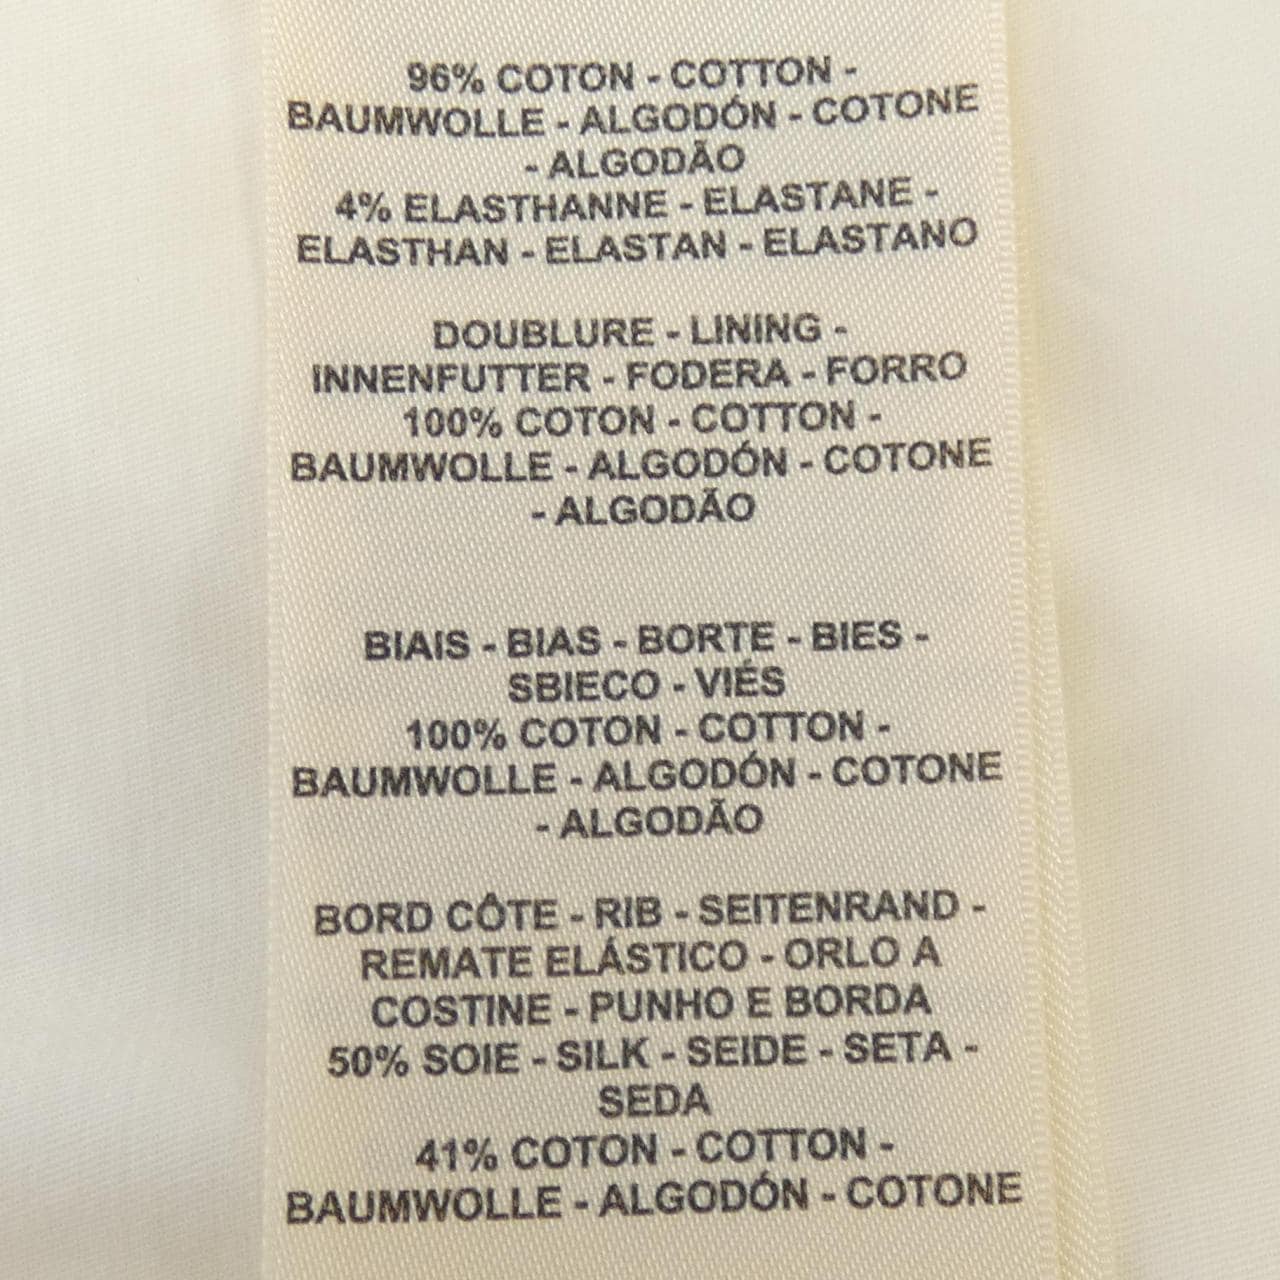 96% COTON - COTTON -
BAUMWOLLE - ALGODÓN - COTONE
- ALGODÃO
4% ELASTHANNE - ELASTANE -
ELASTHAN - ELASTAN - ELASTANO
DOUBLURE - LINING -
INNENFUTTER - FODERA - FORRO
100% COTON - COTTON -
BAUMWOLLE - ALGODÓN - COTONE
- ALGODÃO
BIAIS - BIAS - BORTE - BIES -
SBIECO - VIÉS
100% COTON - COTTON -
BAUMWOLLE - ALGODÓN - COTONE
- ALGODÃO
BORD CÔTE - RIB - SEITENRAND -
REMATE ELÁSTICO - ORLO A
COSTINE - PUNHO E BORDA
50% SOIE - SILK - SEIDE - SETA -
SEDA
41% COTON - COTTON -
BAUMWOLLE - ALGODÓN - COTONE